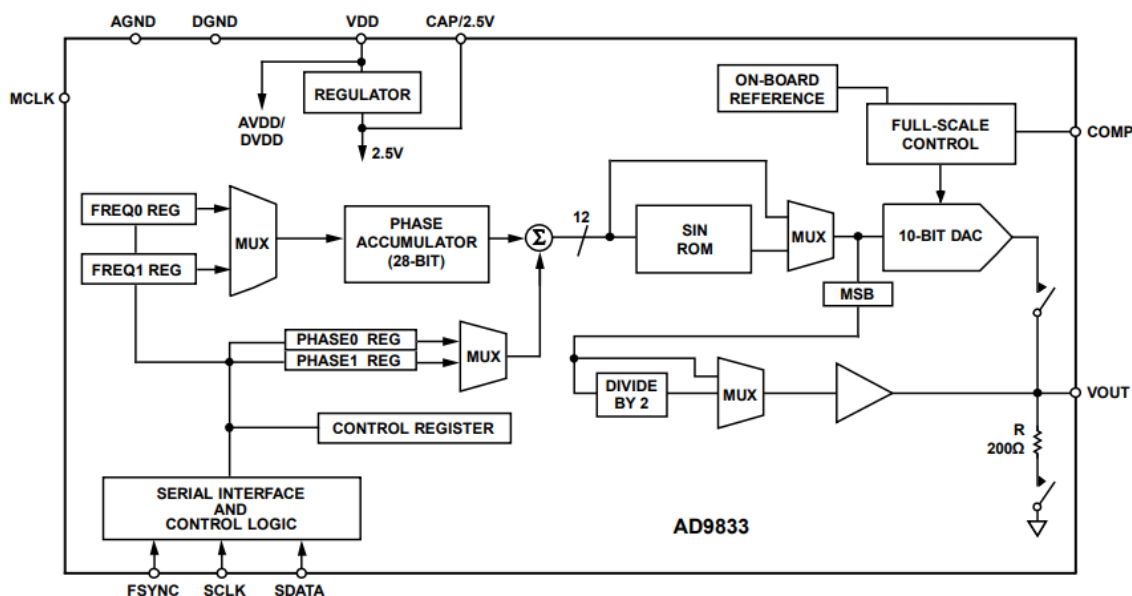 AGND
DGND
VDD
CAP/2.5V
MCLK
REGULATOR
AVDD/
DVDD
2.5V
ON-BOARD
REFERENCE
FULL-SCALE
CONTROL
COMP
FREQ0 REG
FREQ1 REG
MUX
PHASE
ACCUMULATOR
(28-BIT)
Σ
12
SIN
ROM
MUX
10-BIT DAC
MSB
PHASE0 REG
PHASE1 REG
MUX
DIVIDE
BY 2
MUX
VOUT
R
200Ω
CONTROL REGISTER
SERIAL INTERFACE
AND
CONTROL LOGIC
AD9833
FSYNC
SCLK
SDATA